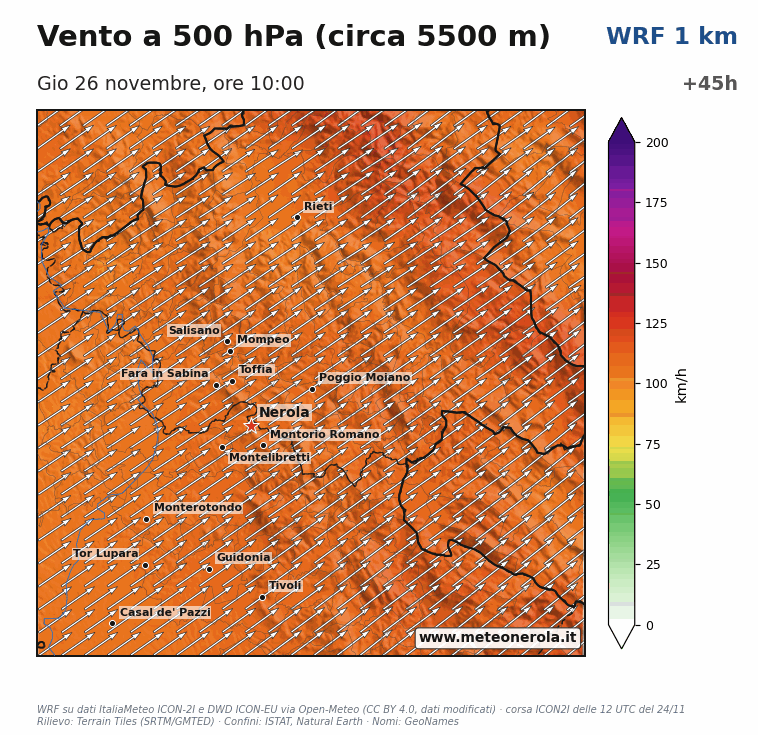 Vento a 500 hPa (circa 5500 m)
WRF 1 km
Gio 26 novembre, ore 10:00
+45h
Rieti
Salisano
Mompeo
Fara in Sabina
Toffia
Poggio Moiano
Nerola
Montorio Romano
Montelibretti
Monterotondo
Tor Lupara
Guidonia
Tivoli
Casal de' Pazzi
www.meteonerola.it
200
175
150
125
100
75
50
25
0
km/h
WRF su dati ItaliaMeteo ICON-2I e DWD ICON-EU via Open-Meteo (CC BY 4.0, dati modificati) · corsa ICON2I delle 12 UTC del 24/11
Rilievo: Terrain Tiles (SRTM/GMTED) · Confini: ISTAT, Natural Earth · Nomi: GeoNames